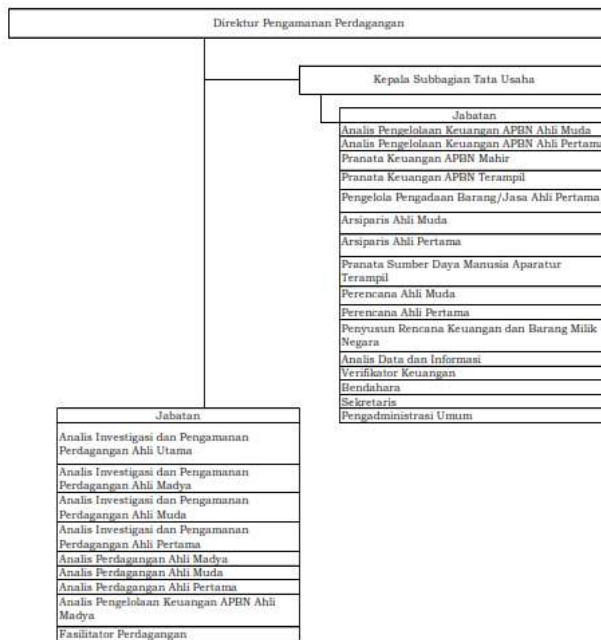 Direktur Pengamanan Perdagangan
Kepala Subbagian Tata Usaha
Jabatan
Analis Pengelolaan Keuangan APBN Ahli Muda
Analis Pengelolaan Keuangan APBN Ahli Pertama
Pranata Keuangan APBN Mahir
Pranata Keuangan APBN Terampil
Pengelola Pengadaan Barang/Jasa Ahli Pertama
Arsiparis Ahli Muda
Arsiparis Ahli Pertama
Pranata Sumber Daya Manusia Aparatur
Terampil
Perencana Ahli Muda
Perencana Ahli Pertama
Penyusun Rencana Keuangan dan Barang Milik
Negara
Analis Data dan Informasi
Verifikator Keuangan
Bendahara
Sekretaris
Pengadministrasi Umum
Jabatan
Analis Investigasi dan Pengamanan
Perdagangan Ahli Utama
Analis Investigasi dan Pengamanan
Perdagangan Ahli Madya
Analis Investigasi dan Pengamanan
Perdagangan Ahli Muda
Analis Investigasi dan Pengamanan
Perdagangan Ahli Pertama
Analis Perdagangan Ahli Madya
Analis Perdagangan Ahli Muda
Analis Perdagangan Ahli Pertama
Analis Pengelolaan Keuangan APBN Ahli
Madya
Fasilitator Perdagangan